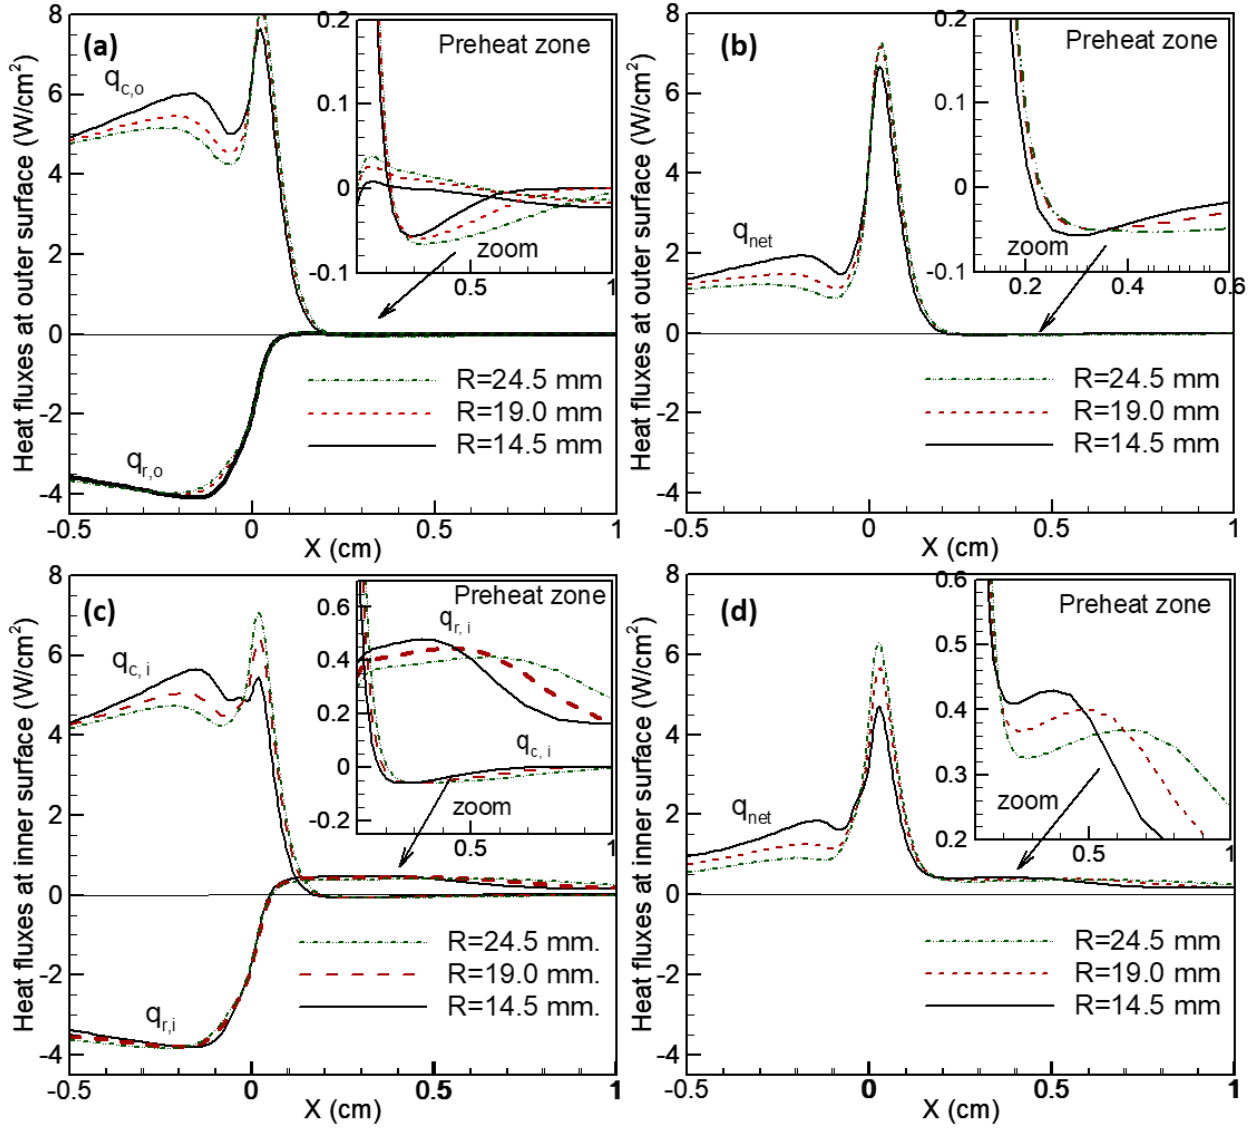 (a)
Heat fluxes at outer surface (W/cm²)
8
6
4
2
0
-2
-4
q_c,o
q_r,o
0.2
0.1
0
-0.1
Preheat zone
zoom
0.5
1
R=24.5 mm
R=19.0 mm
R=14.5 mm
-0.5
0
0.5
1
X (cm)
(b)
Heat fluxes at outer surface (W/cm²)
8
6
4
2
0
-2
-4
q_net
0.2
0.1
0
-0.1
Preheat zone
zoom
0.2
0.4
0.6
R=24.5 mm
R=19.0 mm
R=14.5 mm
-0.5
0
0.5
1
X (cm)
(c)
Heat fluxes at inner surface (W/cm²)
8
6
4
2
0
-2
-4
q_c, i
q_r,i
0.6
0.4
0.2
0
-0.2
Preheat zone
q_r, i
q_c, i
zoom
0.5
1
R=24.5 mm.
R=19.0 mm.
R=14.5 mm.
-0.5
0
0.5
1
X (cm)
(d)
Heat fluxes at inner surface (W/cm²)
8
6
4
2
0
-2
-4
q_net
0.6
0.5
0.4
0.3
0.2
Preheat zone
zoom
0.5
1
R=24.5 mm
R=19.0 mm
R=14.5 mm
-0.5
0
0.5
1
X (cm)